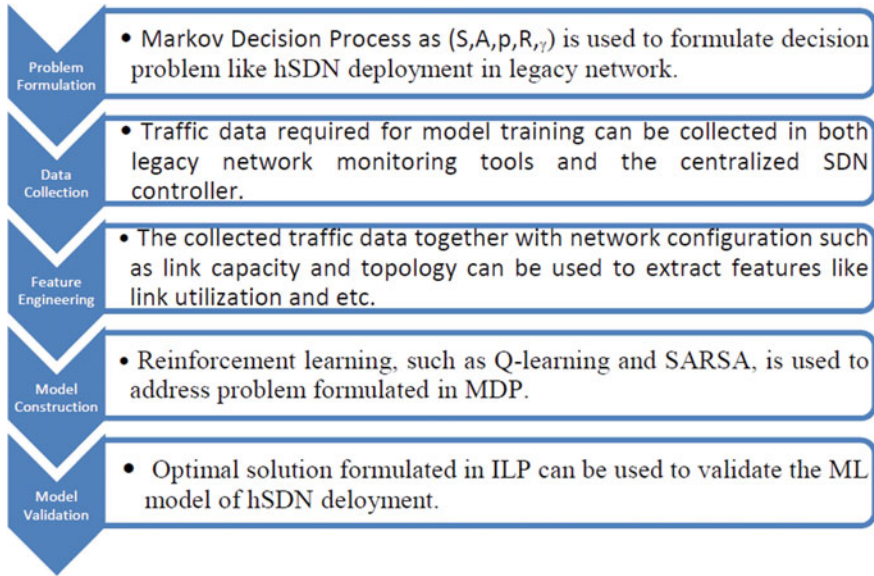 Problem
Formulation
• Markov Decision Process as (S,A,p,R,γ) is used to formulate decision
problem like hSDN deployment in legacy network.
Data
Collection
• Traffic data required for model training can be collected in both
legacy network monitoring tools and the centralized SDN
controller.
Feature
Engineering
• The collected traffic data together with network configuration such
as link capacity and topology can be used to extract features like
link utilization and etc.
Model
Construction
• Reinforcement learning, such as Q-learning and SARSA, is used to
address problem formulated in MDP.
Model
Validation
• Optimal solution formulated in ILP can be used to validate the ML
model of hSDN deloyment.